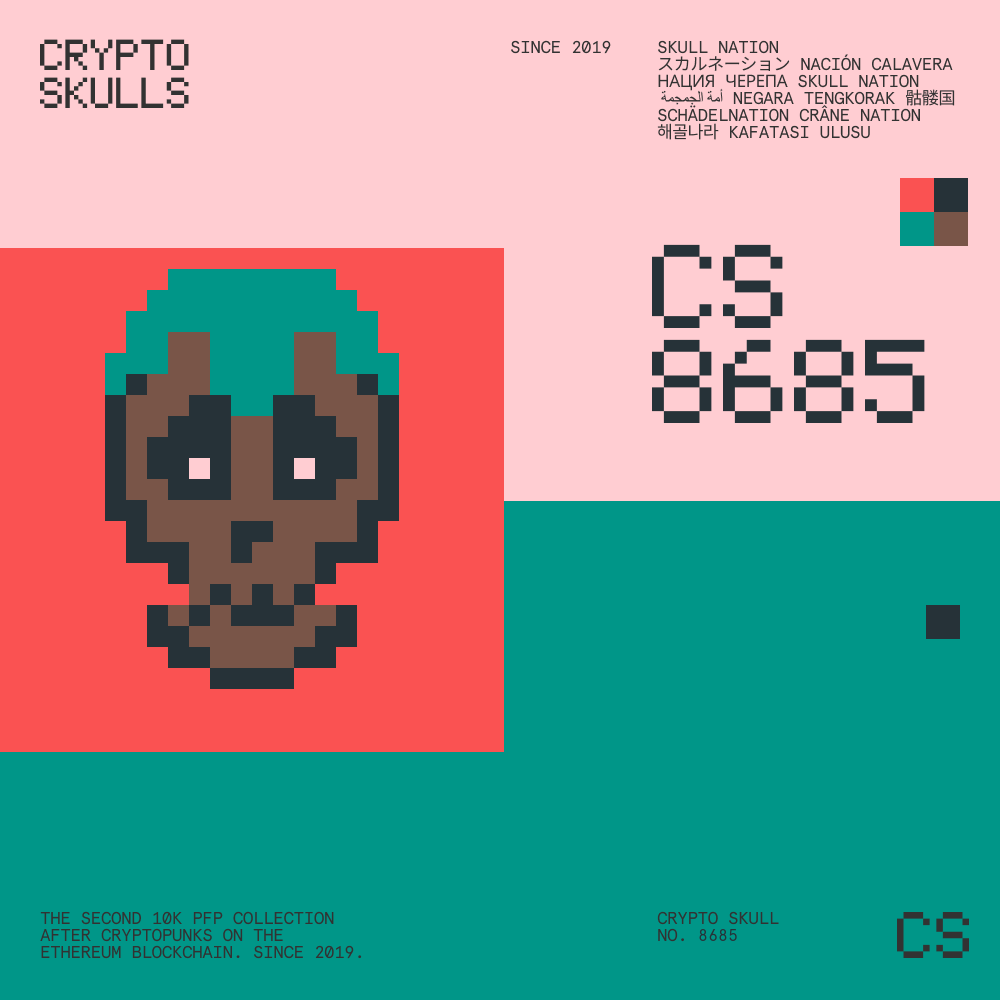 CRYPTO
SKULLS
SINCE 2019
SKULL NATION
スカルネーション NACIÓN CALAVERA
НАЦИЯ ЧЕРЕПА SKULL NATION
أمة الجمجمة NEGARA TENGKORAK 骷髅国
SCHÄDELNATION CRÂNE NATION
해골나라 KAFATASI ULUSU
CS
8685
THE SECOND 10K PFP COLLECTION
AFTER CRYPTOPUNKS ON THE
ETHEREUM BLOCKCHAIN. SINCE 2019.
CRYPTO SKULL
NO. 8685
CS